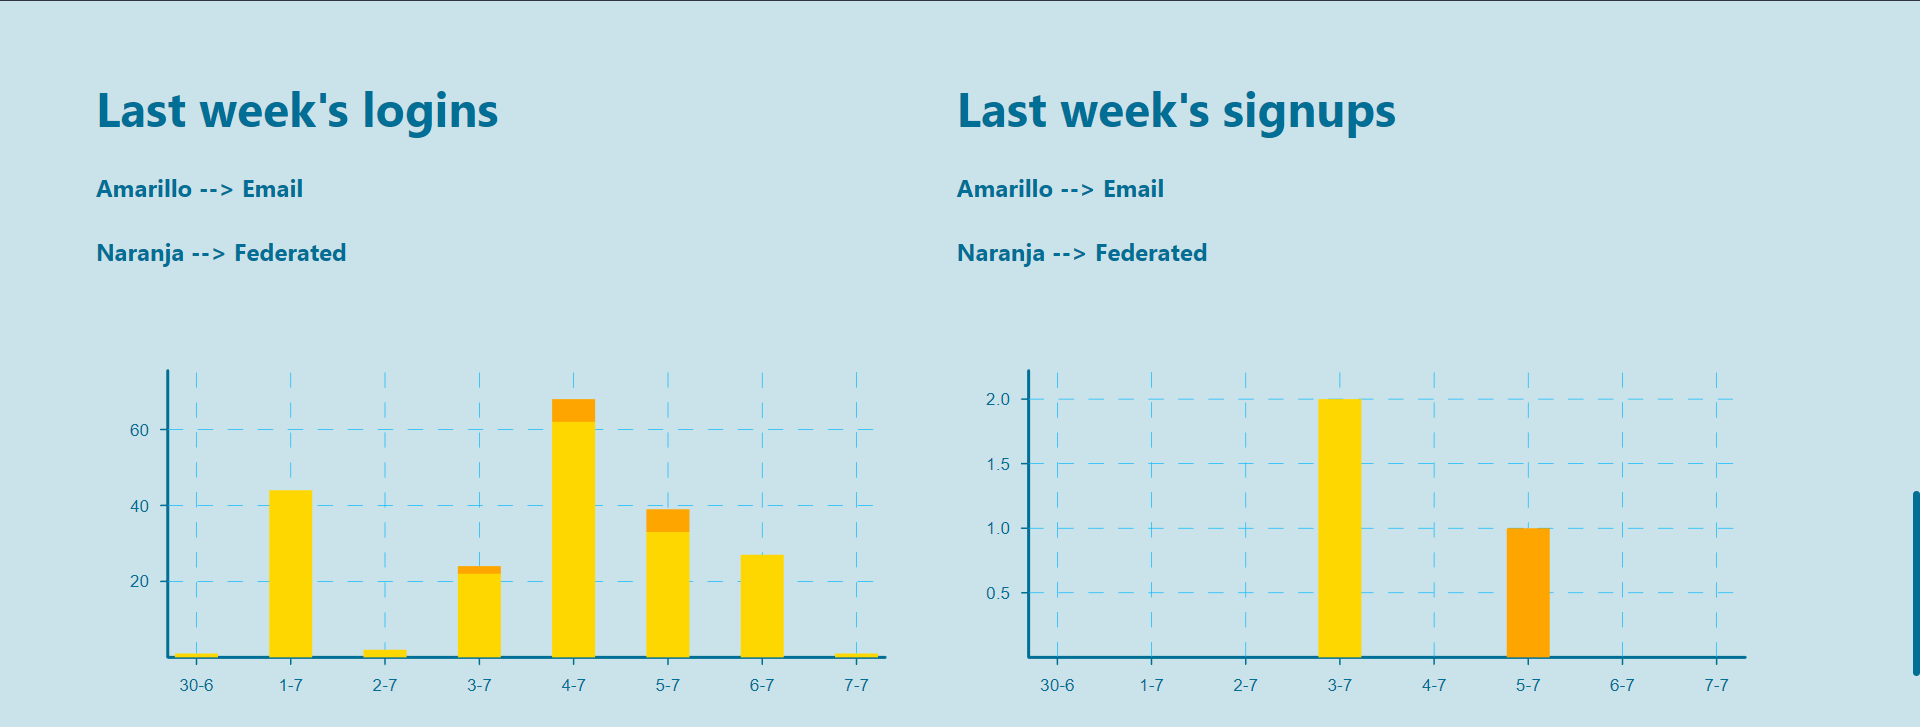 Last week's logins
Amarillo --> Email
Naranja --> Federated
60
40
20
30-6 1-7 2-7 3-7 4-7 5-7 6-7 7-7
Last week's signups
Amarillo --> Email
Naranja --> Federated
2.0
1.5
1.0
0.5
30-6 1-7 2-7 3-7 4-7 5-7 6-7 7-7